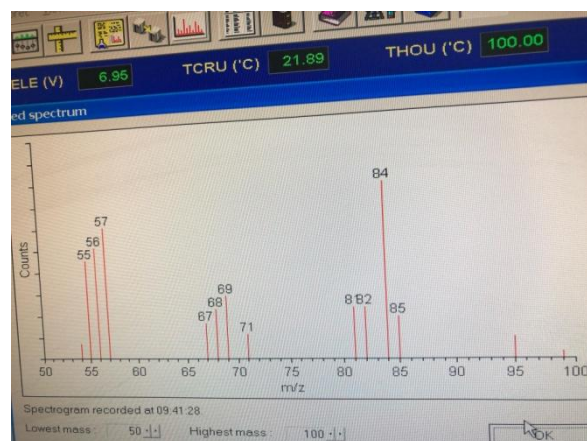 ELE (V) 6.95 TCRU ('C) 21.89 THOU ('C) 100.00
ed spectrum
84
57
56
55
69
68
67
71
81 82
85
Counts
50 55 60 65 70 75 80 85 90 95 100
m/z
Spectrogram recorded at 09:41:28
Lowest mass : 50 Highest mass : 100 OK